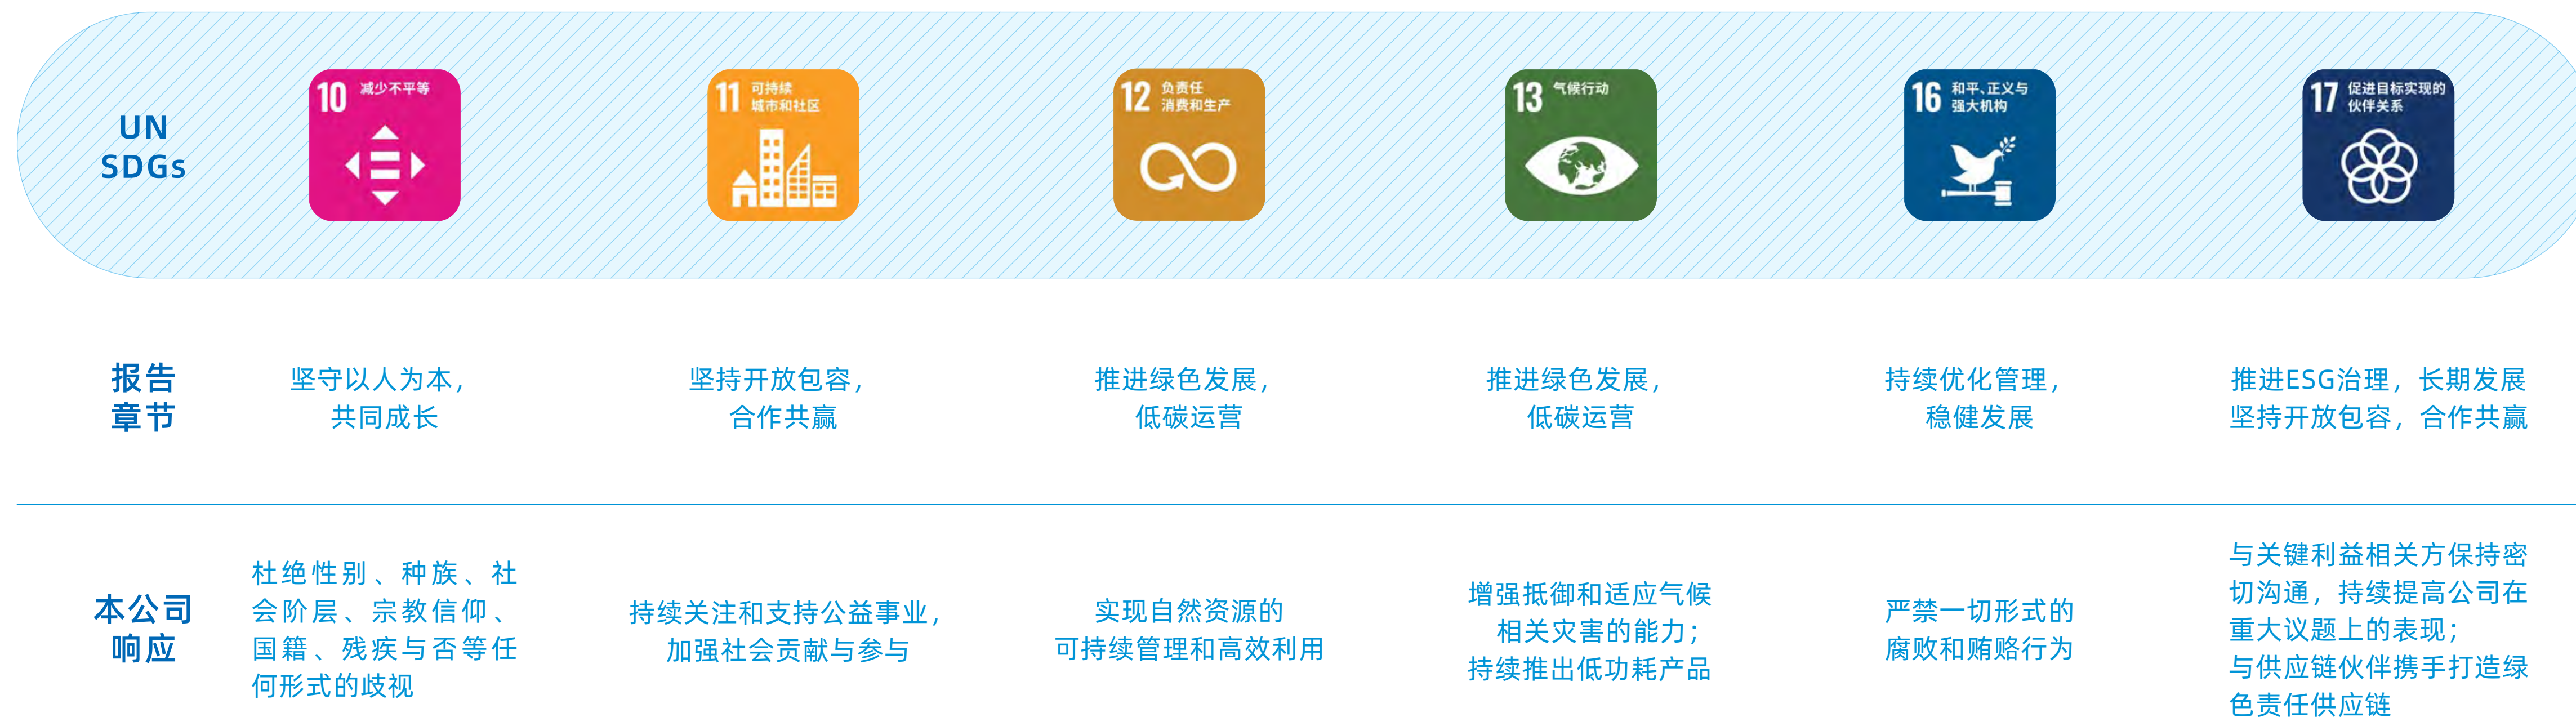 UN
SDGs
10 减少不平等
11 可持续
城市和社区
12 负责任
消费和生产
13 气候行动
16 和平、正义与
强大机构
17 促进目标实现的
伙伴关系
报告
章节
坚守以人为本，
共同成长
坚持开放包容，
合作共赢
推进绿色发展，
低碳运营
推进绿色发展，
低碳运营
持续优化管理，
稳健发展
推进ESG治理，长期发展
坚持开放包容，合作共赢
本公司
响应
杜绝性别、种族、社
会阶层、宗教信仰、
国籍、残疾与否等任
何形式的歧视
持续关注和支持公益事业，
加强社会贡献与参与
实现自然资源的
可持续管理和高效利用
增强抵御和适应气候
相关灾害的能力；
持续推出低功耗产品
严禁一切形式的
腐败和贿赂行为
与关键利益相关方保持密
切沟通，持续提高公司在
重大议题上的表现；
与供应链伙伴携手打造绿
色责任供应链